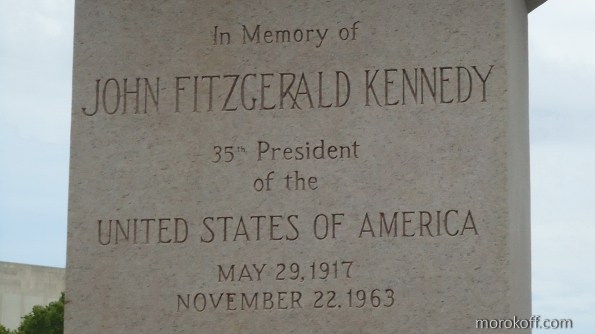 In Memory of
JOHN FITZGERALD KENNEDY
35th President
of the
UNITED STATES OF AMERICA
MAY 29, 1917
NOVEMBER 22, 1963
morokoff.com